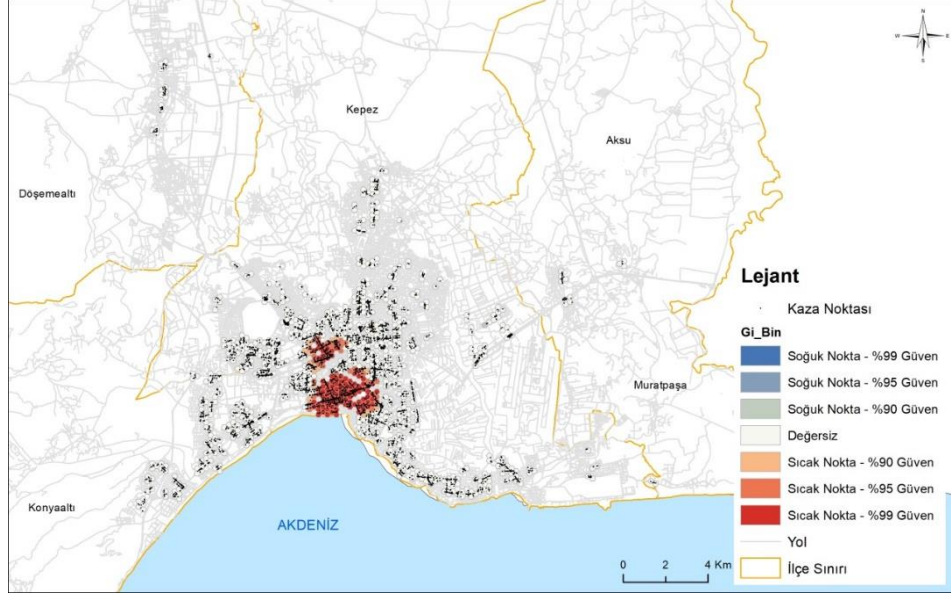 N
W E
S
Kepez
Aksu
Döşemealtı
Muratpaşa
Konyaaltı
AKDENİZ
0 2 4 Km
Lejant
Kaza Noktası
Gi_Bin
Soğuk Nokta - %99 Güven
Soğuk Nokta - %95 Güven
Soğuk Nokta - %90 Güven
Değersiz
Sıcak Nokta - %90 Güven
Sıcak Nokta - %95 Güven
Sıcak Nokta - %99 Güven
Yol
İlçe Sınırı